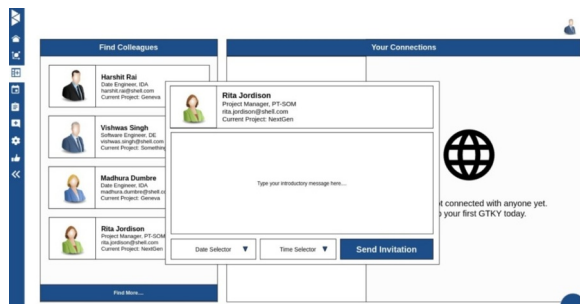 Find Colleagues
Your Connections
Harshit Rai
Date Engineer, IDA
harshit.rai@shell.com
Current Project: Geneva
Vishwas Singh
Software Engineer, DE
vishwas.singh@shell.com
Current Project: Something
Madhura Dumbre
Date Engineer, IDA
madhura.dumbre@shell.co
Current Project: Geneva
Rita Jordison
Project Manager, PT-SOM
rita.jordison@shell.com
Current Project: NextGen
Find More....
Rita Jordison
Project Manager, PT-SOM
rita.jordison@shell.com
Current Project: NextGen
Type your introductory message here....
Date Selector
Time Selector
Send Invitation
t connected with anyone yet.
your first GTKY today.